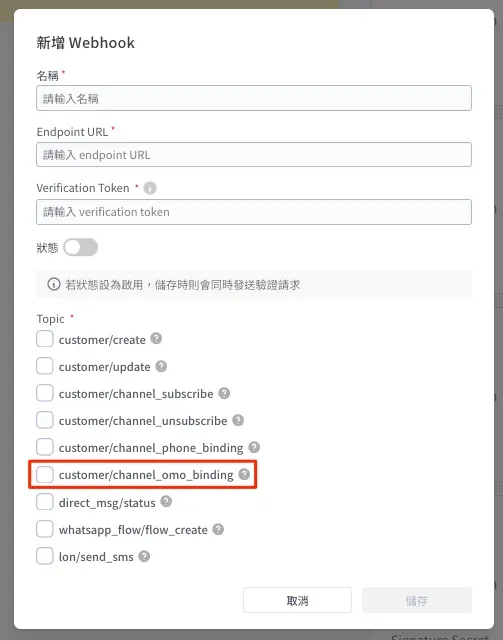 新增 Webhook
名稱 *
請輸入名稱
Endpoint URL *
請輸入 endpoint URL
Verification Token *
請輸入 verification token
狀態
若狀態設為啟用，儲存時則會同時發送驗證請求
Topic *
customer/create
customer/update
customer/channel_subscribe
customer/channel_unsubscribe
customer/channel_phone_binding
customer/channel_omo_binding
direct_msg/status
whatsapp_flow/flow_create
lon/send_sms
取消 儲存
Signature Secret